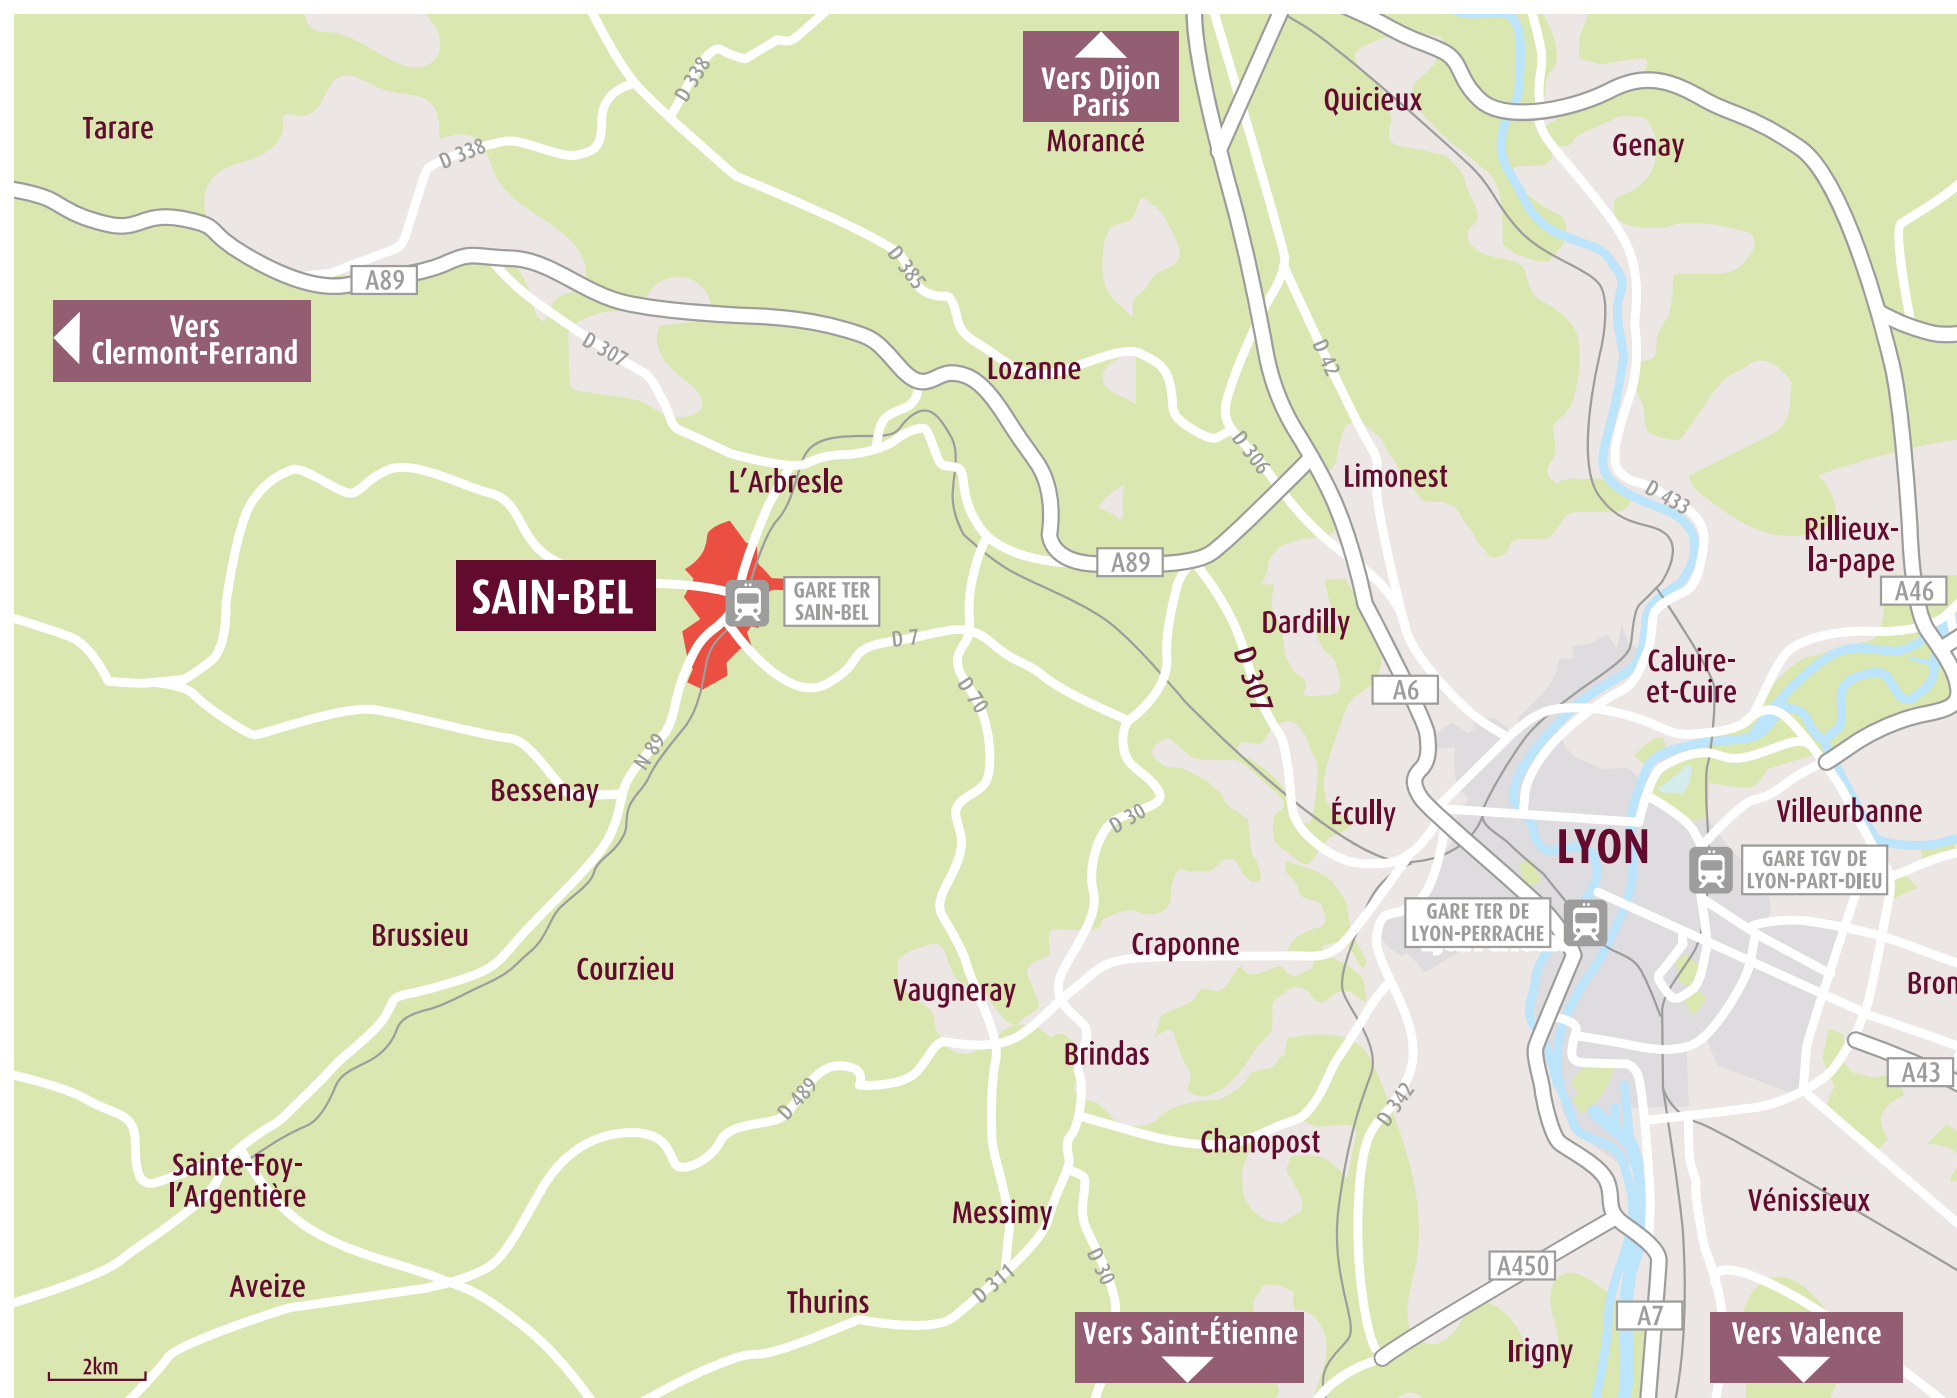 Vers Dijon
Paris
Morancé
Quicieux
Genay
Tarare
D 338
D 338
A89
D 385
Vers
Clermont-Ferrand
D 307
Lozanne
D 42
D 306
Limonest
L'Arbresle
D 433
Rillieux-
la-pape
A46
SAIN-BEL
GARE TER
SAIN-BEL
A89
Dardilly
D 7
D 70
D 307
A6
Caluire-
et-Cuire
N 89
Bessenay
D 30
Écully
Villeurbanne
LYON
GARE TGV DE
LYON-PART-DIEU
GARE TER DE
LYON-PERRACHE
Brussieu
Courzieu
Craponne
Vaugneray
Bron
Brindas
A43
D 489
D 342
Chanopost
Sainte-Foy-
l'Argentière
Messimy
Vénissieux
D 30
D 311
A450
Aveize
Thurins
A7
Vers Saint-Étienne
Vers Valence
Irigny
2km